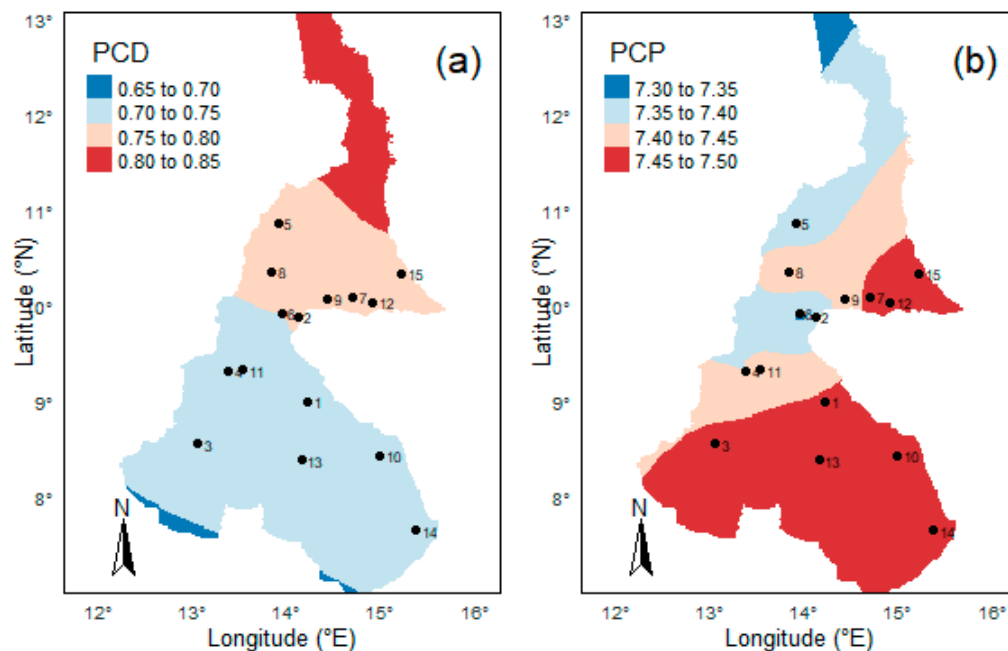 PCD
0.65 to 0.70
0.70 to 0.75
0.75 to 0.80
0.80 to 0.85
(a)
13°
12°
11°
10°
9°
8°
Latitude (°N)
5
8
15
9
7
12
6
2
4
11
1
3
13
10
14
N
12°
13°
14°
15°
16°
Longitude (°E)
PCP
7.30 to 7.35
7.35 to 7.40
7.40 to 7.45
7.45 to 7.50
(b)
13°
12°
11°
10°
9°
8°
Latitude (°N)
5
8
15
9
7
12
6
2
4
11
1
3
13
10
14
N
12°
13°
14°
15°
16°
Longitude (°E)